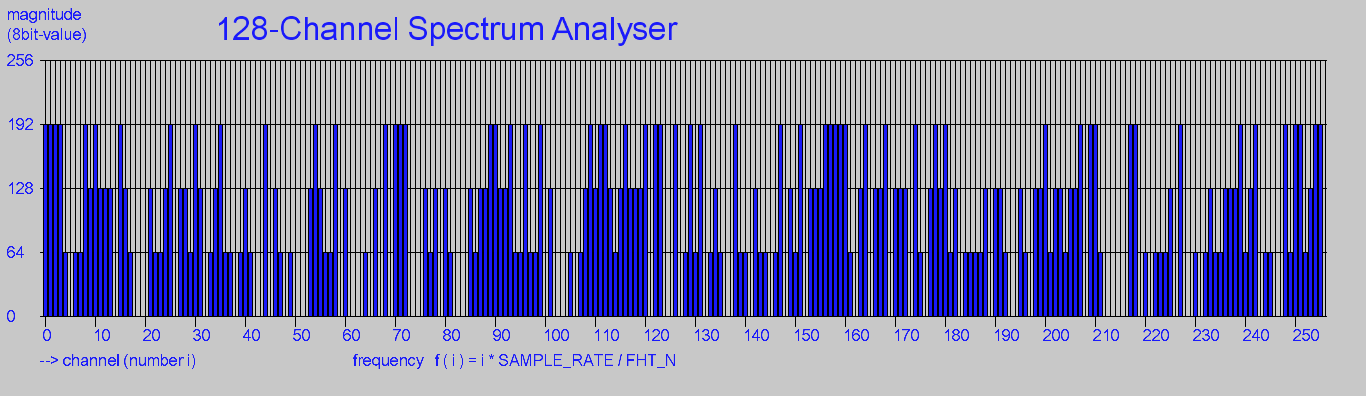 magnitude
(8bit-value)
128-Channel Spectrum Analyser
256
192
128
64
0
0 10 20 30 40 50 60 70 80 90 100 110 120 130 140 150 160 170 180 190 200 210 220 230 240 250
--> channel (number i)
frequency f ( i ) = i * SAMPLE_RATE / FHT_N